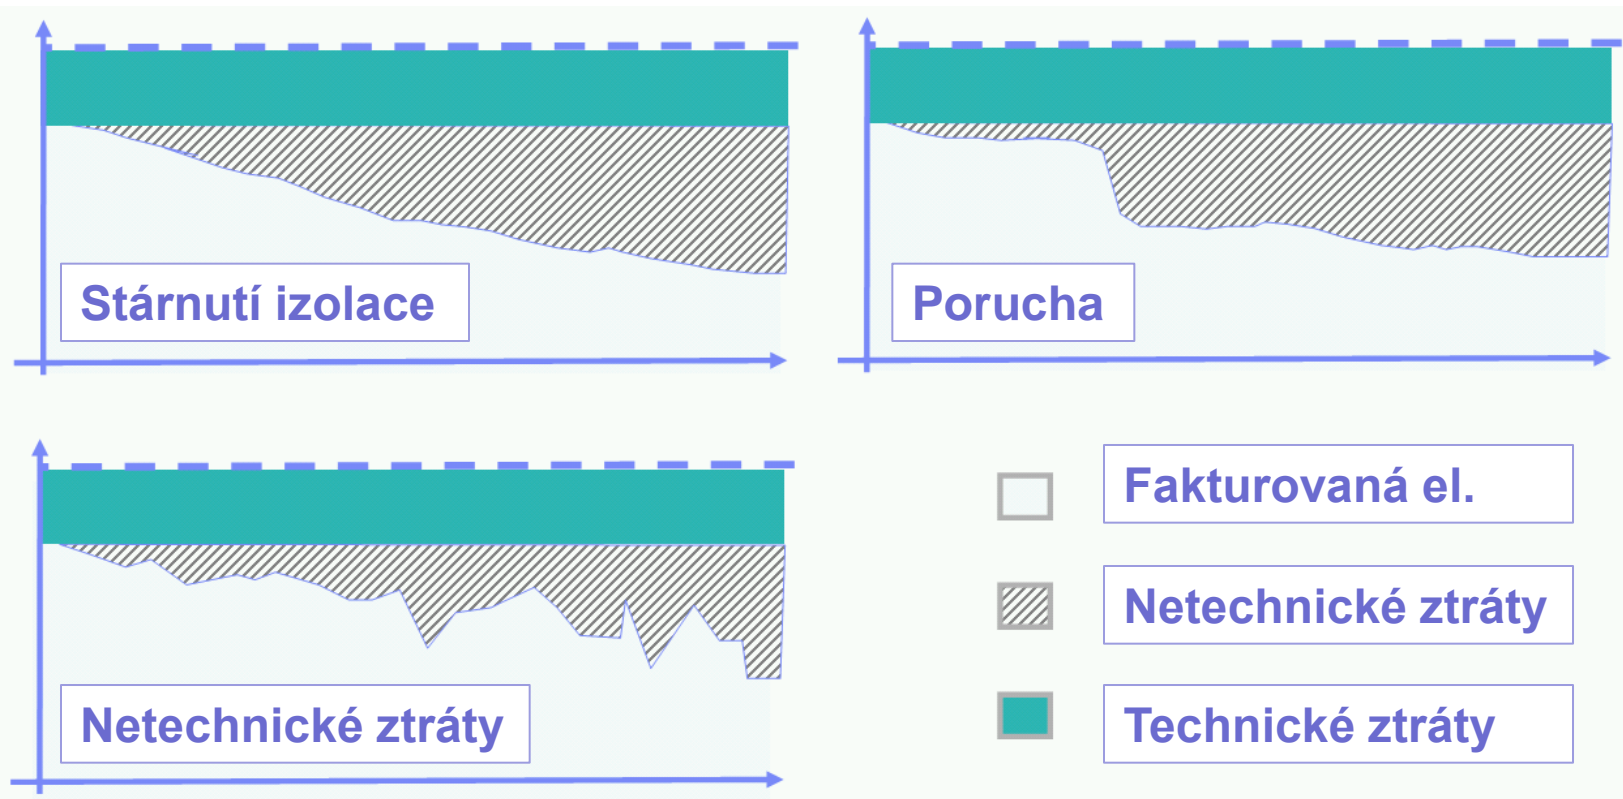 Stárnutí izolace
Porucha
Netechnické ztráty
Fakturovaná el.
Netechnické ztráty
Technické ztráty